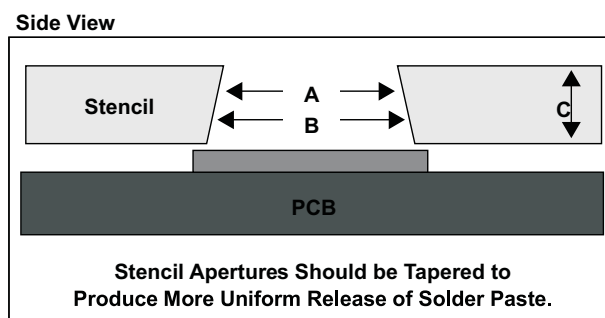 Side View
Stencil
A
B
C
PCB
Stencil Apertures Should be Tapered to
Produce More Uniform Release of Solder Paste.